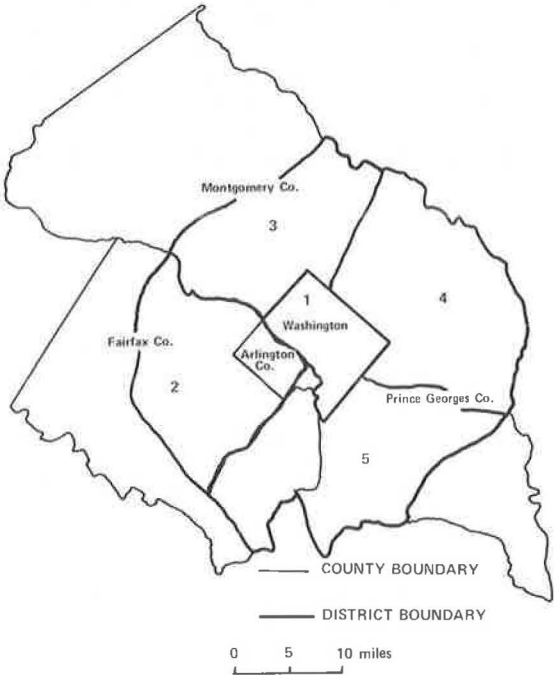 Montgomery Co.
3
1
Washington
4
Fairfax Co.
Arlington
Co.
2
Prince Georges Co.
5
COUNTY BOUNDARY
DISTRICT BOUNDARY
0 5 10 miles